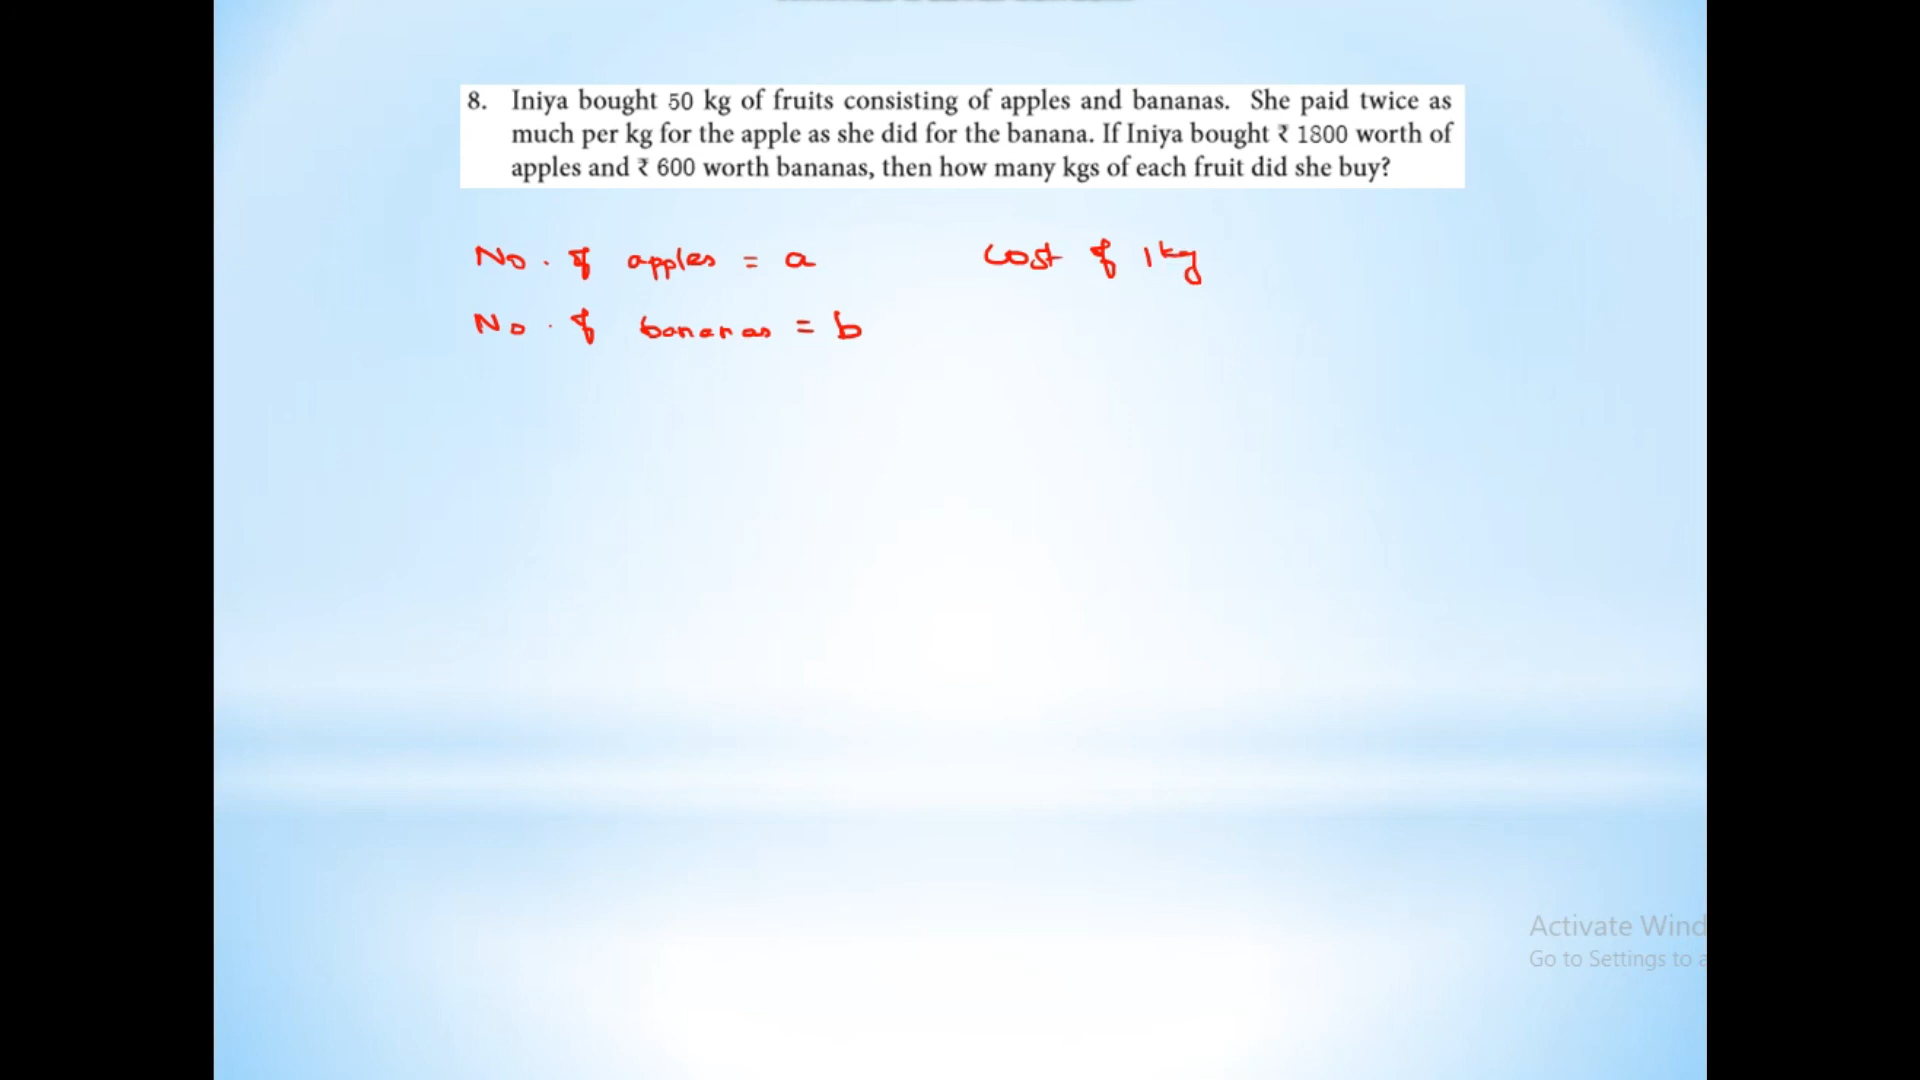 8. Iniya bought 50 kg of fruits consisting of apples and bananas. She paid twice as
much per kg for the apple as she did for the banana. If Iniya bought ₹ 1800 worth of
apples and ₹ 600 worth bananas, then how many kgs of each fruit did she buy?
No. of apples = a cost of 1kg
No. of bananas = b
Activate Wind
Go to Settings to a